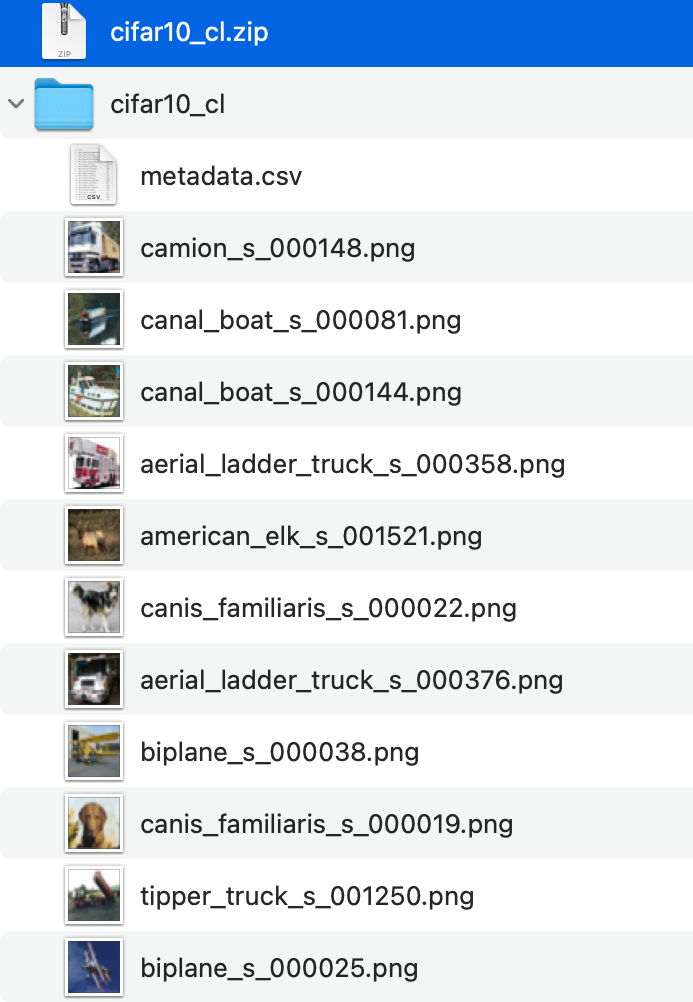 ZIP
cifar10_cl.zip
cifar10_cl
CSV
metadata.csv
camion_s_000148.png
canal_boat_s_000081.png
canal_boat_s_000144.png
aerial_ladder_truck_s_000358.png
american_elk_s_001521.png
canis_familiaris_s_000022.png
aerial_ladder_truck_s_000376.png
biplane_s_000038.png
canis_familiaris_s_000019.png
tipper_truck_s_001250.png
biplane_s_000025.png